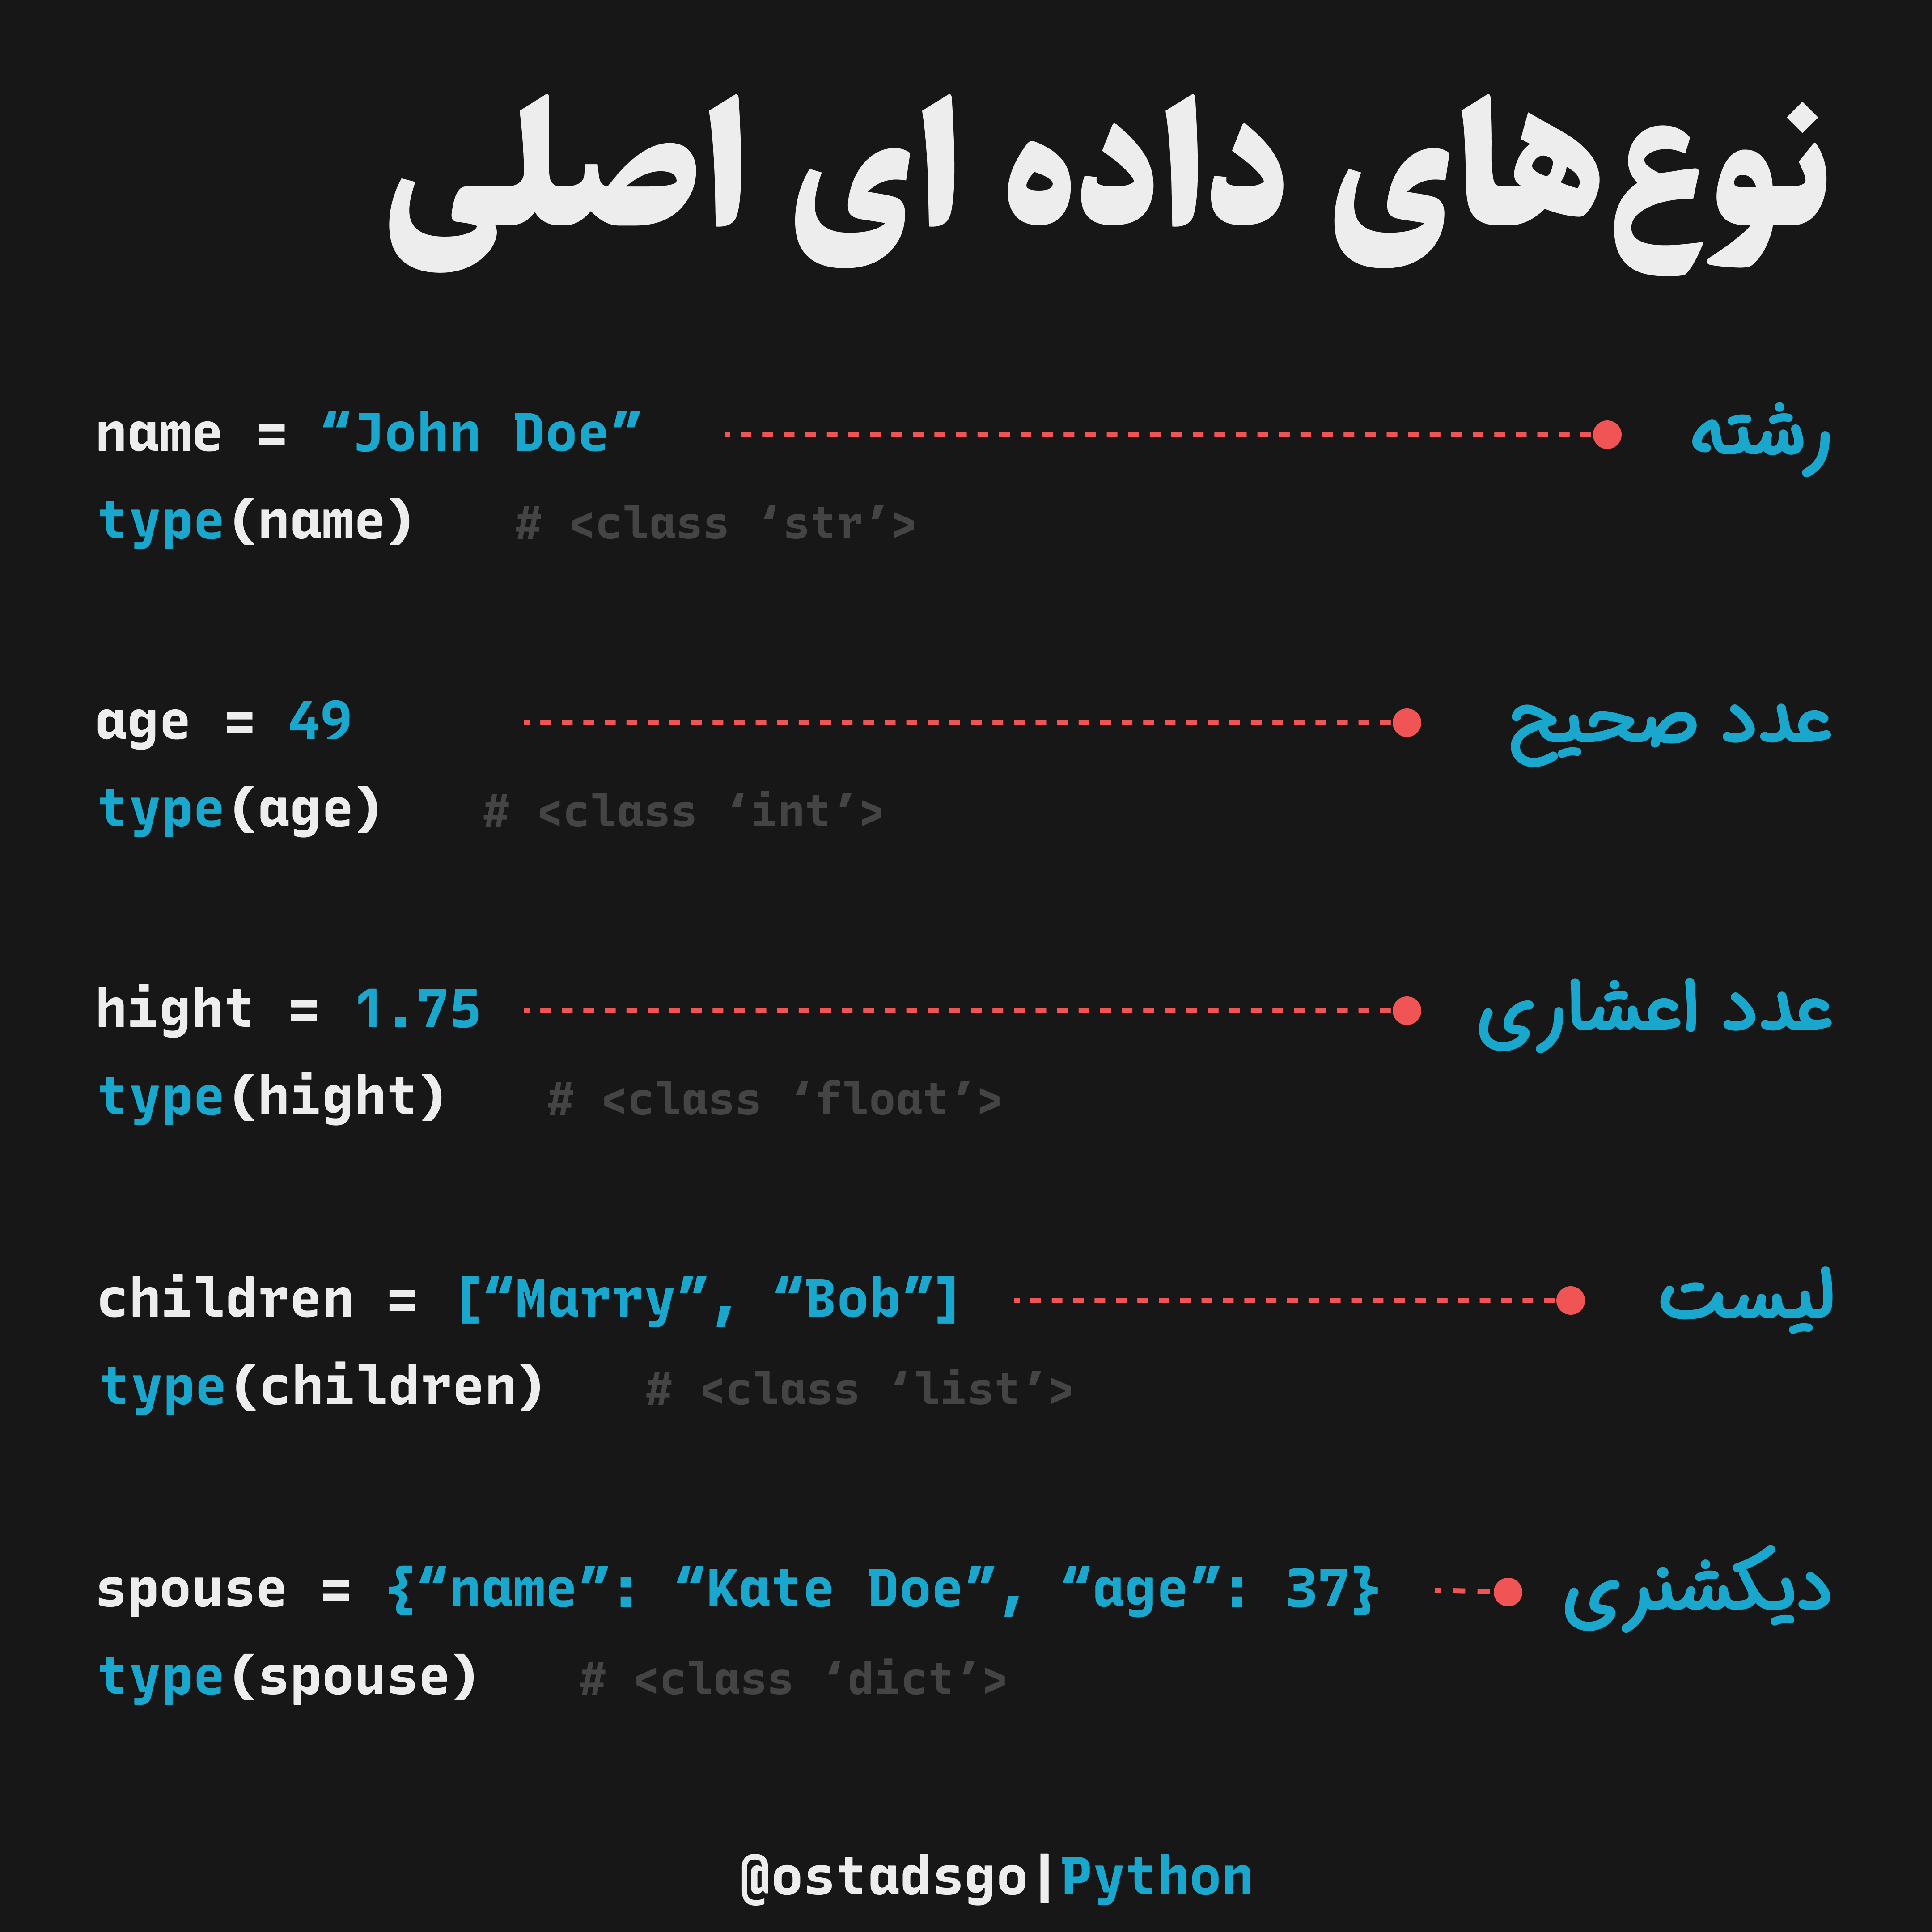 نوع‌های داده ای اصلی
name = “John Doe” رشته
type(name) # <class ‘str’>
age = 49 عدد صحیح
type(age) # <class ‘int’>
hight = 1.75 عدد اعشاری
type(hight) # <class ‘float’>
children = [“Marry”, “Bob”] لیست
type(children) # <class ‘list’>
spouse = {“name”: “Kate Doe”, “age”: 37} دیکشنری
type(spouse) # <class ‘dict’>
@ostadsgo|Python